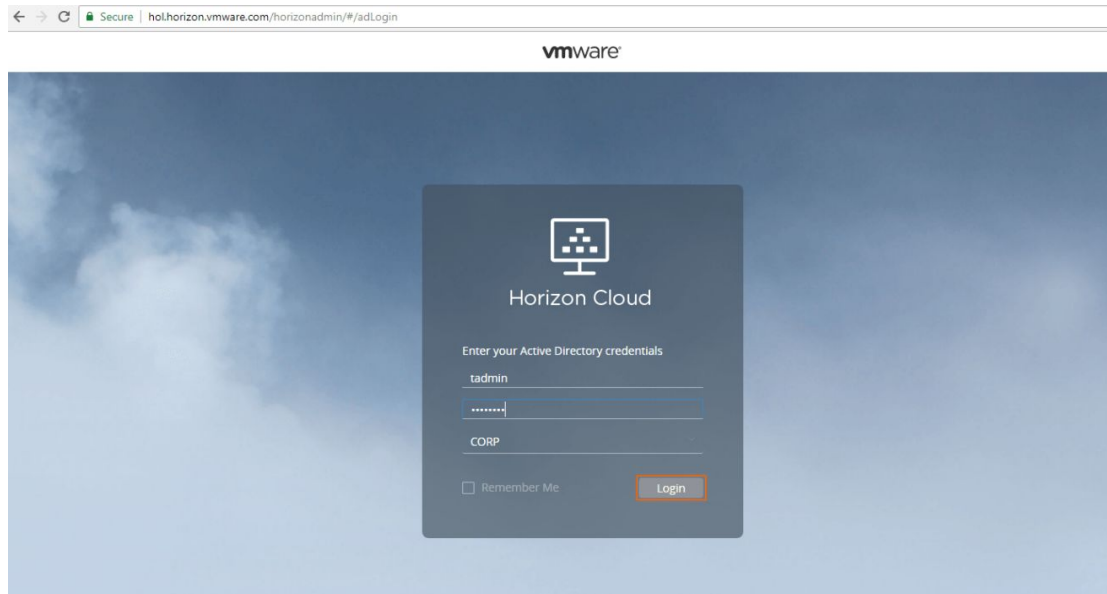 Secure | hol.horizon.vmware.com/horizonadmin/#/adLogin
vmware
Horizon Cloud
Enter your Active Directory credentials
tadmin
••••••••
CORP
Remember Me
Login